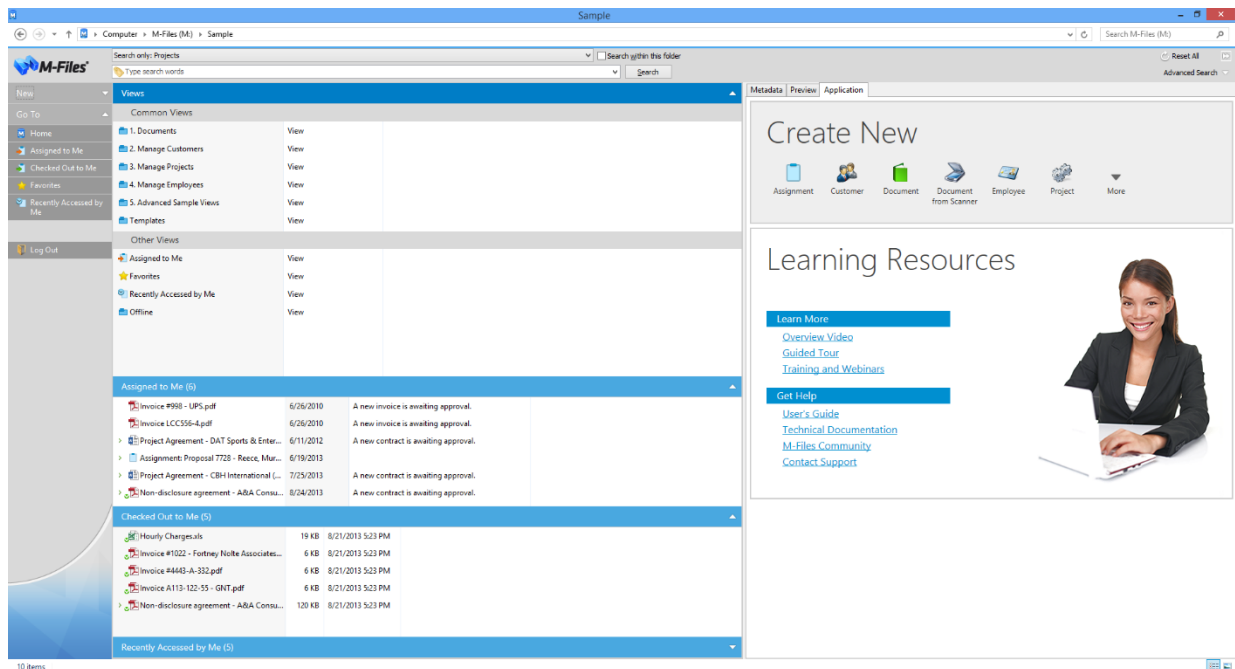 Sample
Computer ▸ M-Files (M:) ▸ Sample
Search M-Files (M:)
M-Files
Search only: Projects
Search within this folder
Reset All
Type search words
Search
Advanced Search
New
Go To
Home
Assigned to Me
Checked Out to Me
Favorites
Recently Accessed by
Me
Log Out
Views
Common Views
1. Documents View
2. Manage Customers View
3. Manage Projects View
4. Manage Employees View
5. Advanced Sample Views View
Templates View
Other Views
Assigned to Me View
Favorites View
Recently Accessed by Me View
Offline View
Assigned to Me (6)
Invoice #998 - UPS.pdf 6/26/2010 A new invoice is awaiting approval.
Invoice LCC556-4.pdf 6/26/2010 A new invoice is awaiting approval.
Project Agreement - DAT Sports & Enter... 6/11/2012 A new contract is awaiting approval.
Assignment: Proposal 7728 - Reece, Mur... 6/19/2013
Project Agreement - CBH International (... 7/25/2013 A new contract is awaiting approval.
Non-disclosure agreement - A&A Consu... 8/24/2013 A new contract is awaiting approval.
Checked Out to Me (5)
Hourly Charges.xls 19 KB 8/21/2013 5:23 PM
Invoice #1022 - Fortney Nolte Associates... 6 KB 8/21/2013 5:23 PM
Invoice #4443-A-332.pdf 6 KB 8/21/2013 5:23 PM
Invoice A113-122-55 - GNT.pdf 6 KB 8/21/2013 5:23 PM
Non-disclosure agreement - A&A Consu... 120 KB 8/21/2013 5:23 PM
Recently Accessed by Me (5)
Metadata Preview Application
Create New
Assignment Customer Document Document Employee Project More
from Scanner
Learning Resources
Learn More
Overview Video
Guided Tour
Training and Webinars
Get Help
User's Guide
Technical Documentation
M-Files Community
Contact Support
10 items